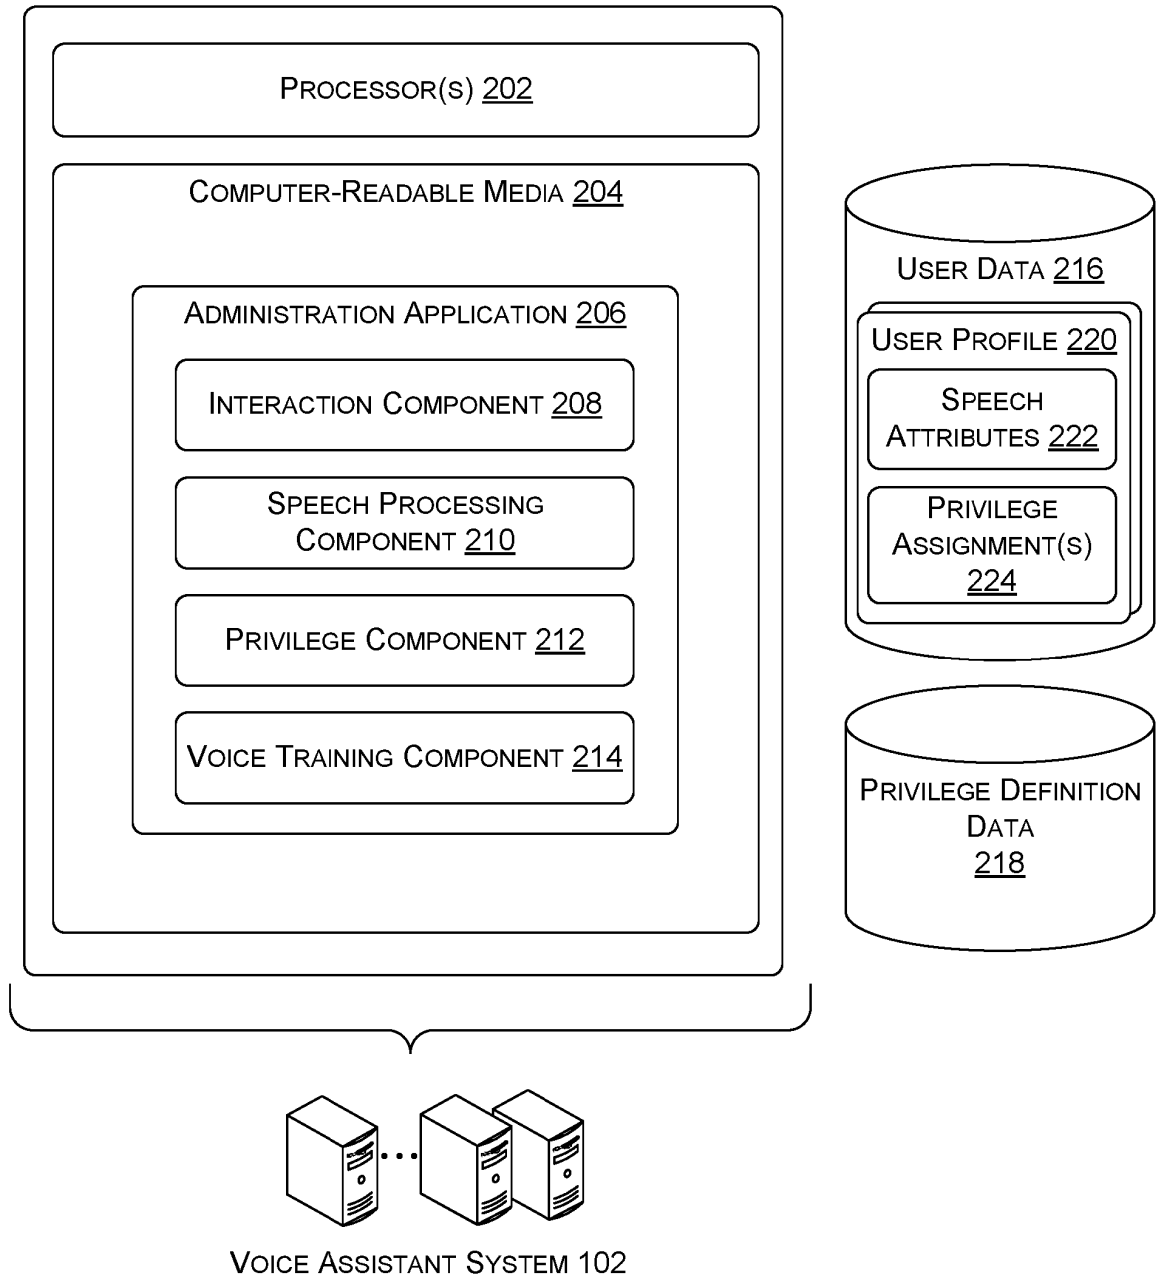 PROCESSOR(S) 202
COMPUTER-READABLE MEDIA 204
ADMINISTRATION APPLICATION 206
INTERACTION COMPONENT 208
SPEECH PROCESSING
COMPONENT 210
PRIVILEGE COMPONENT 212
VOICE TRAINING COMPONENT 214
USER DATA 216
USER PROFILE 220
SPEECH
ATTRIBUTES 222
PRIVILEGE
ASSIGNMENT(S)
224
PRIVILEGE DEFINITION
DATA
218
VOICE ASSISTANT SYSTEM 102